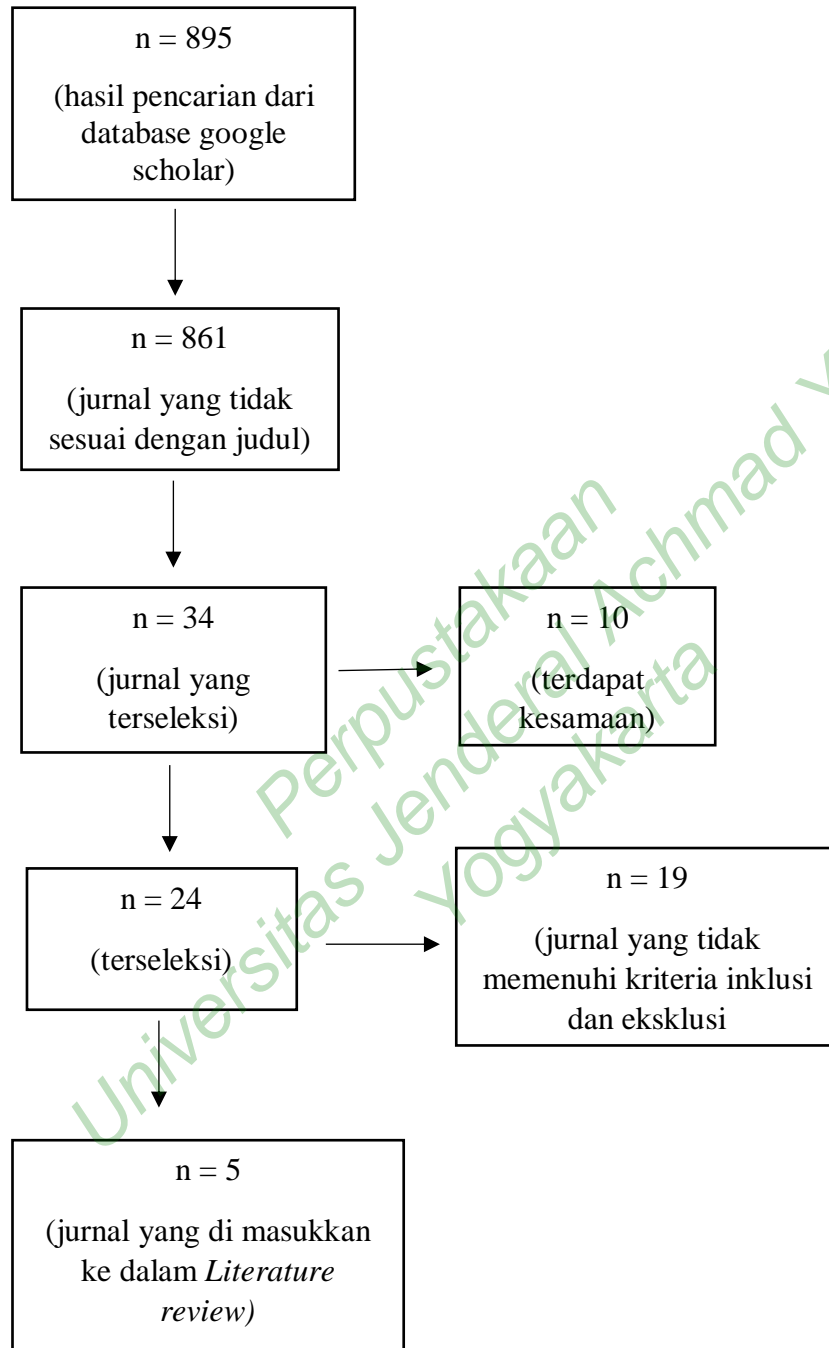 n = 895
(hasil pencarian dari
database google
scholar)
n = 861
(jurnal yang tidak
sesuai dengan judul)
n = 34
(jurnal yang
terseleksi)
n = 10
(terdapat
kesamaan)
n = 24
(terseleksi)
n = 19
(jurnal yang tidak
memenuhi kriteria inklusi
dan eksklusi
n = 5
(jurnal yang di masukkan
ke dalam Literature
review)
Perpustakaan
Universitas Jenderal Achmad
Yogyakarta